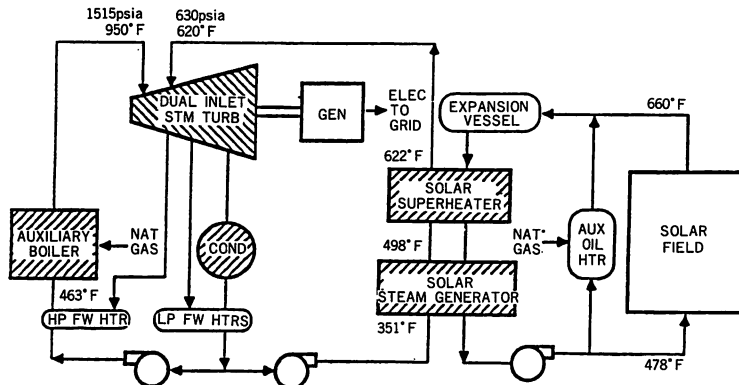 1515psia
950°F
630psia
620°F
DUAL INLET
STM TURB
GEN
ELEC
TO
GRID
EXPANSION
VESSEL
660°F
622°F
SOLAR
SUPERHEATER
AUXILIARY
BOILER
NAT
GAS
COND
498°F
NAT
GAS
AUX
OIL
HTR
SOLAR
FIELD
SOLAR
STEAM GENERATOR
463°F
HP FW HTR
LP FW HTRS
351°F
478°F